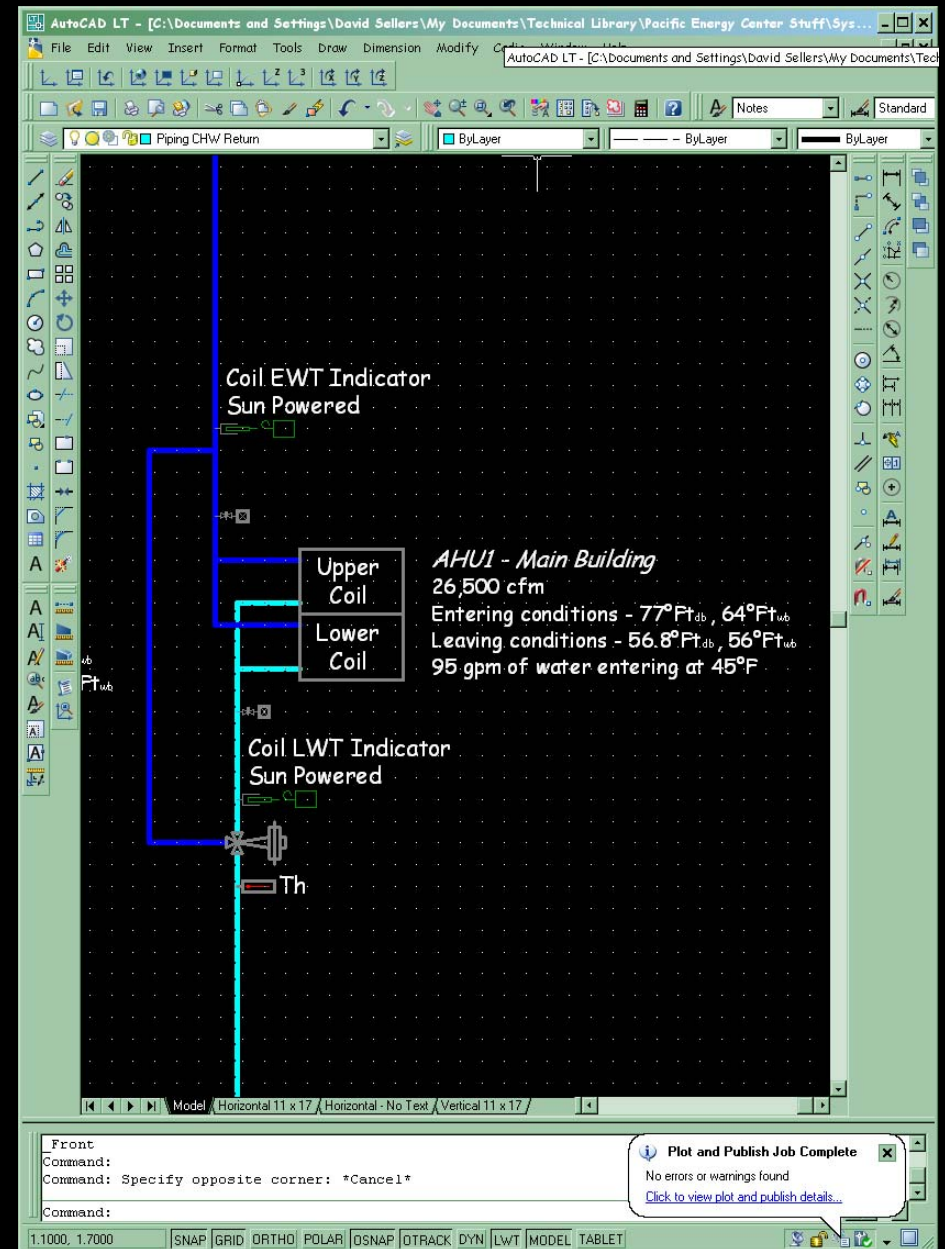 AutoCAD LT - [C:\Documents and Settings\David Sellers\My Documents\Technical Library\Pacific Energy Center Stuff\Sys...
File Edit View Insert Format Tools Draw Dimension Modify
AutoCAD LT - [C:\Documents and Settings\David Sellers\My Documents\Tech
Notes
Standard
Piping CHW Return
ByLayer
ByLayer
ByLayer
Coil EWT Indicator
Sun Powered
Upper
Coil
Lower
Coil
AHU1 - Main Building
26,500 cfm
Entering conditions - 77°Ftdb, 64°Ftwb
Leaving conditions - 56.8°Ftdb, 56°Ftwb
95 gpm of water entering at 45°F
wb
Ftwb
Coil LWT Indicator
Sun Powered
Th
Model Horizontal 11 x 17 Horizontal - No Text Vertical 11 x 17
_Front
Command:
Command: Specify opposite corner: *Cancel*
Command:
Plot and Publish Job Complete
No errors or warnings found
Click to view plot and publish details...
1.1000, 1.7000 SNAP GRID ORTHO POLAR OSNAP OTRACK DYN LWT MODEL TABLET